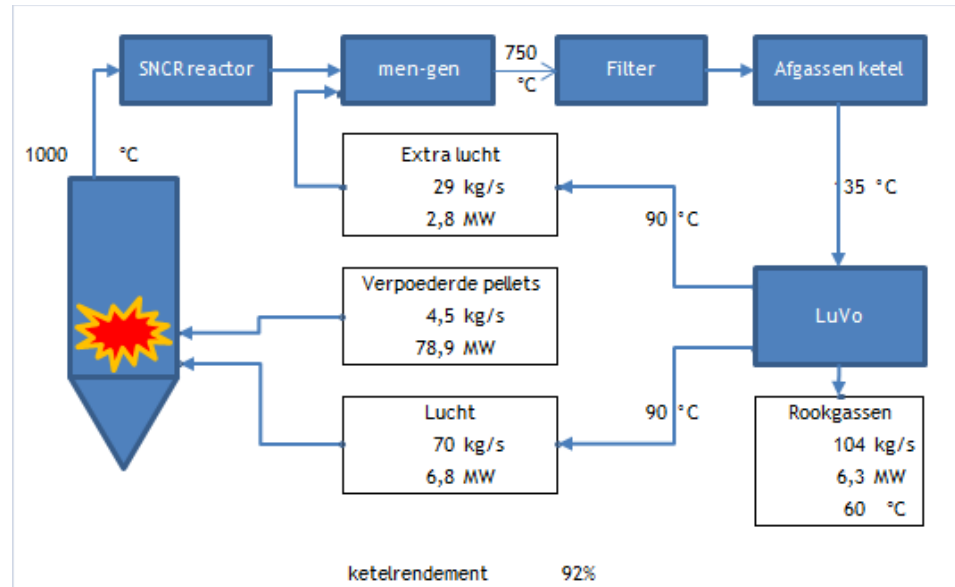 SNCR reactor
men-gen
750
°C
Filter
Afgassen ketel
1000 °C
Extra lucht
29 kg/s
2,8 MW
90 °C
35 °C
Verpoederde pellets
4,5 kg/s
78,9 MW
LuVo
Lucht
70 kg/s
6,8 MW
90 °C
Rookgassen
104 kg/s
6,3 MW
60 °C
ketelrendement 92%